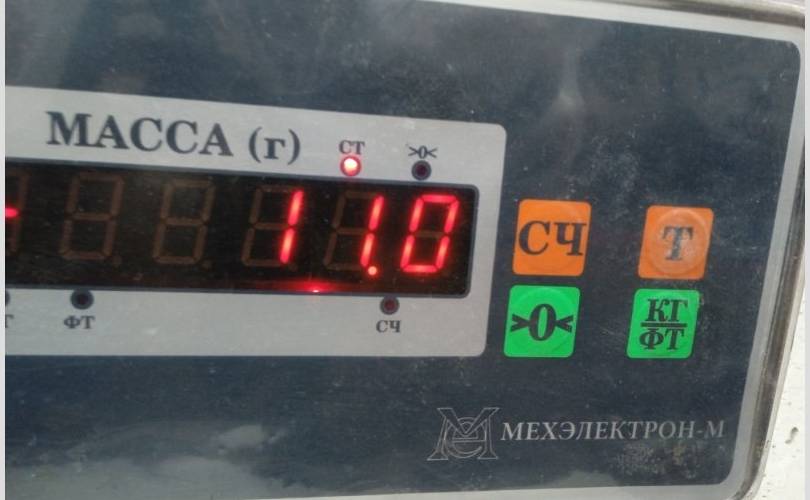 МАССА (г)
СТ >0<
- 11.0
ФТ СЧ
СЧ Т
>0< КГ
ФТ
МЕХЭЛЕКТРОН-М